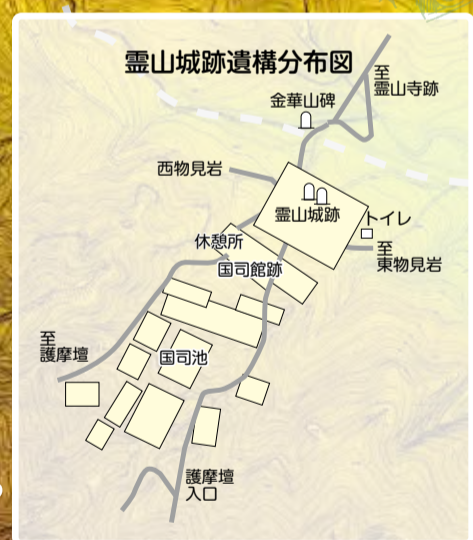 霊山城跡遺構分布図
至
霊山寺跡
金華山碑
西物見岩
霊山城跡
トイレ
休憩所
至
東物見岩
国司館跡
至
護摩壇
国司池
護摩壇
入口